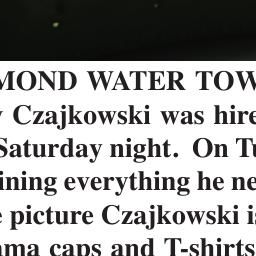 MOND WATER TOW
y Czajkowski was hire
Saturday night. On Tu
ining everything he ne
e picture Czajkowski i
ama caps and T-shirts